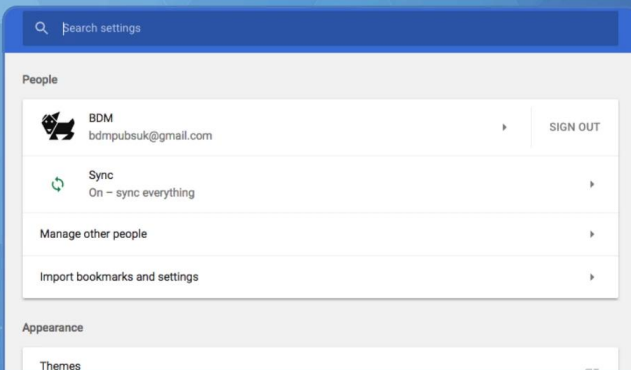 Search settings
People
BDM
bdmpubsuk@gmail.com
SIGN OUT
Sync
On – sync everything
Manage other people
Import bookmarks and settings
Appearance
Themes